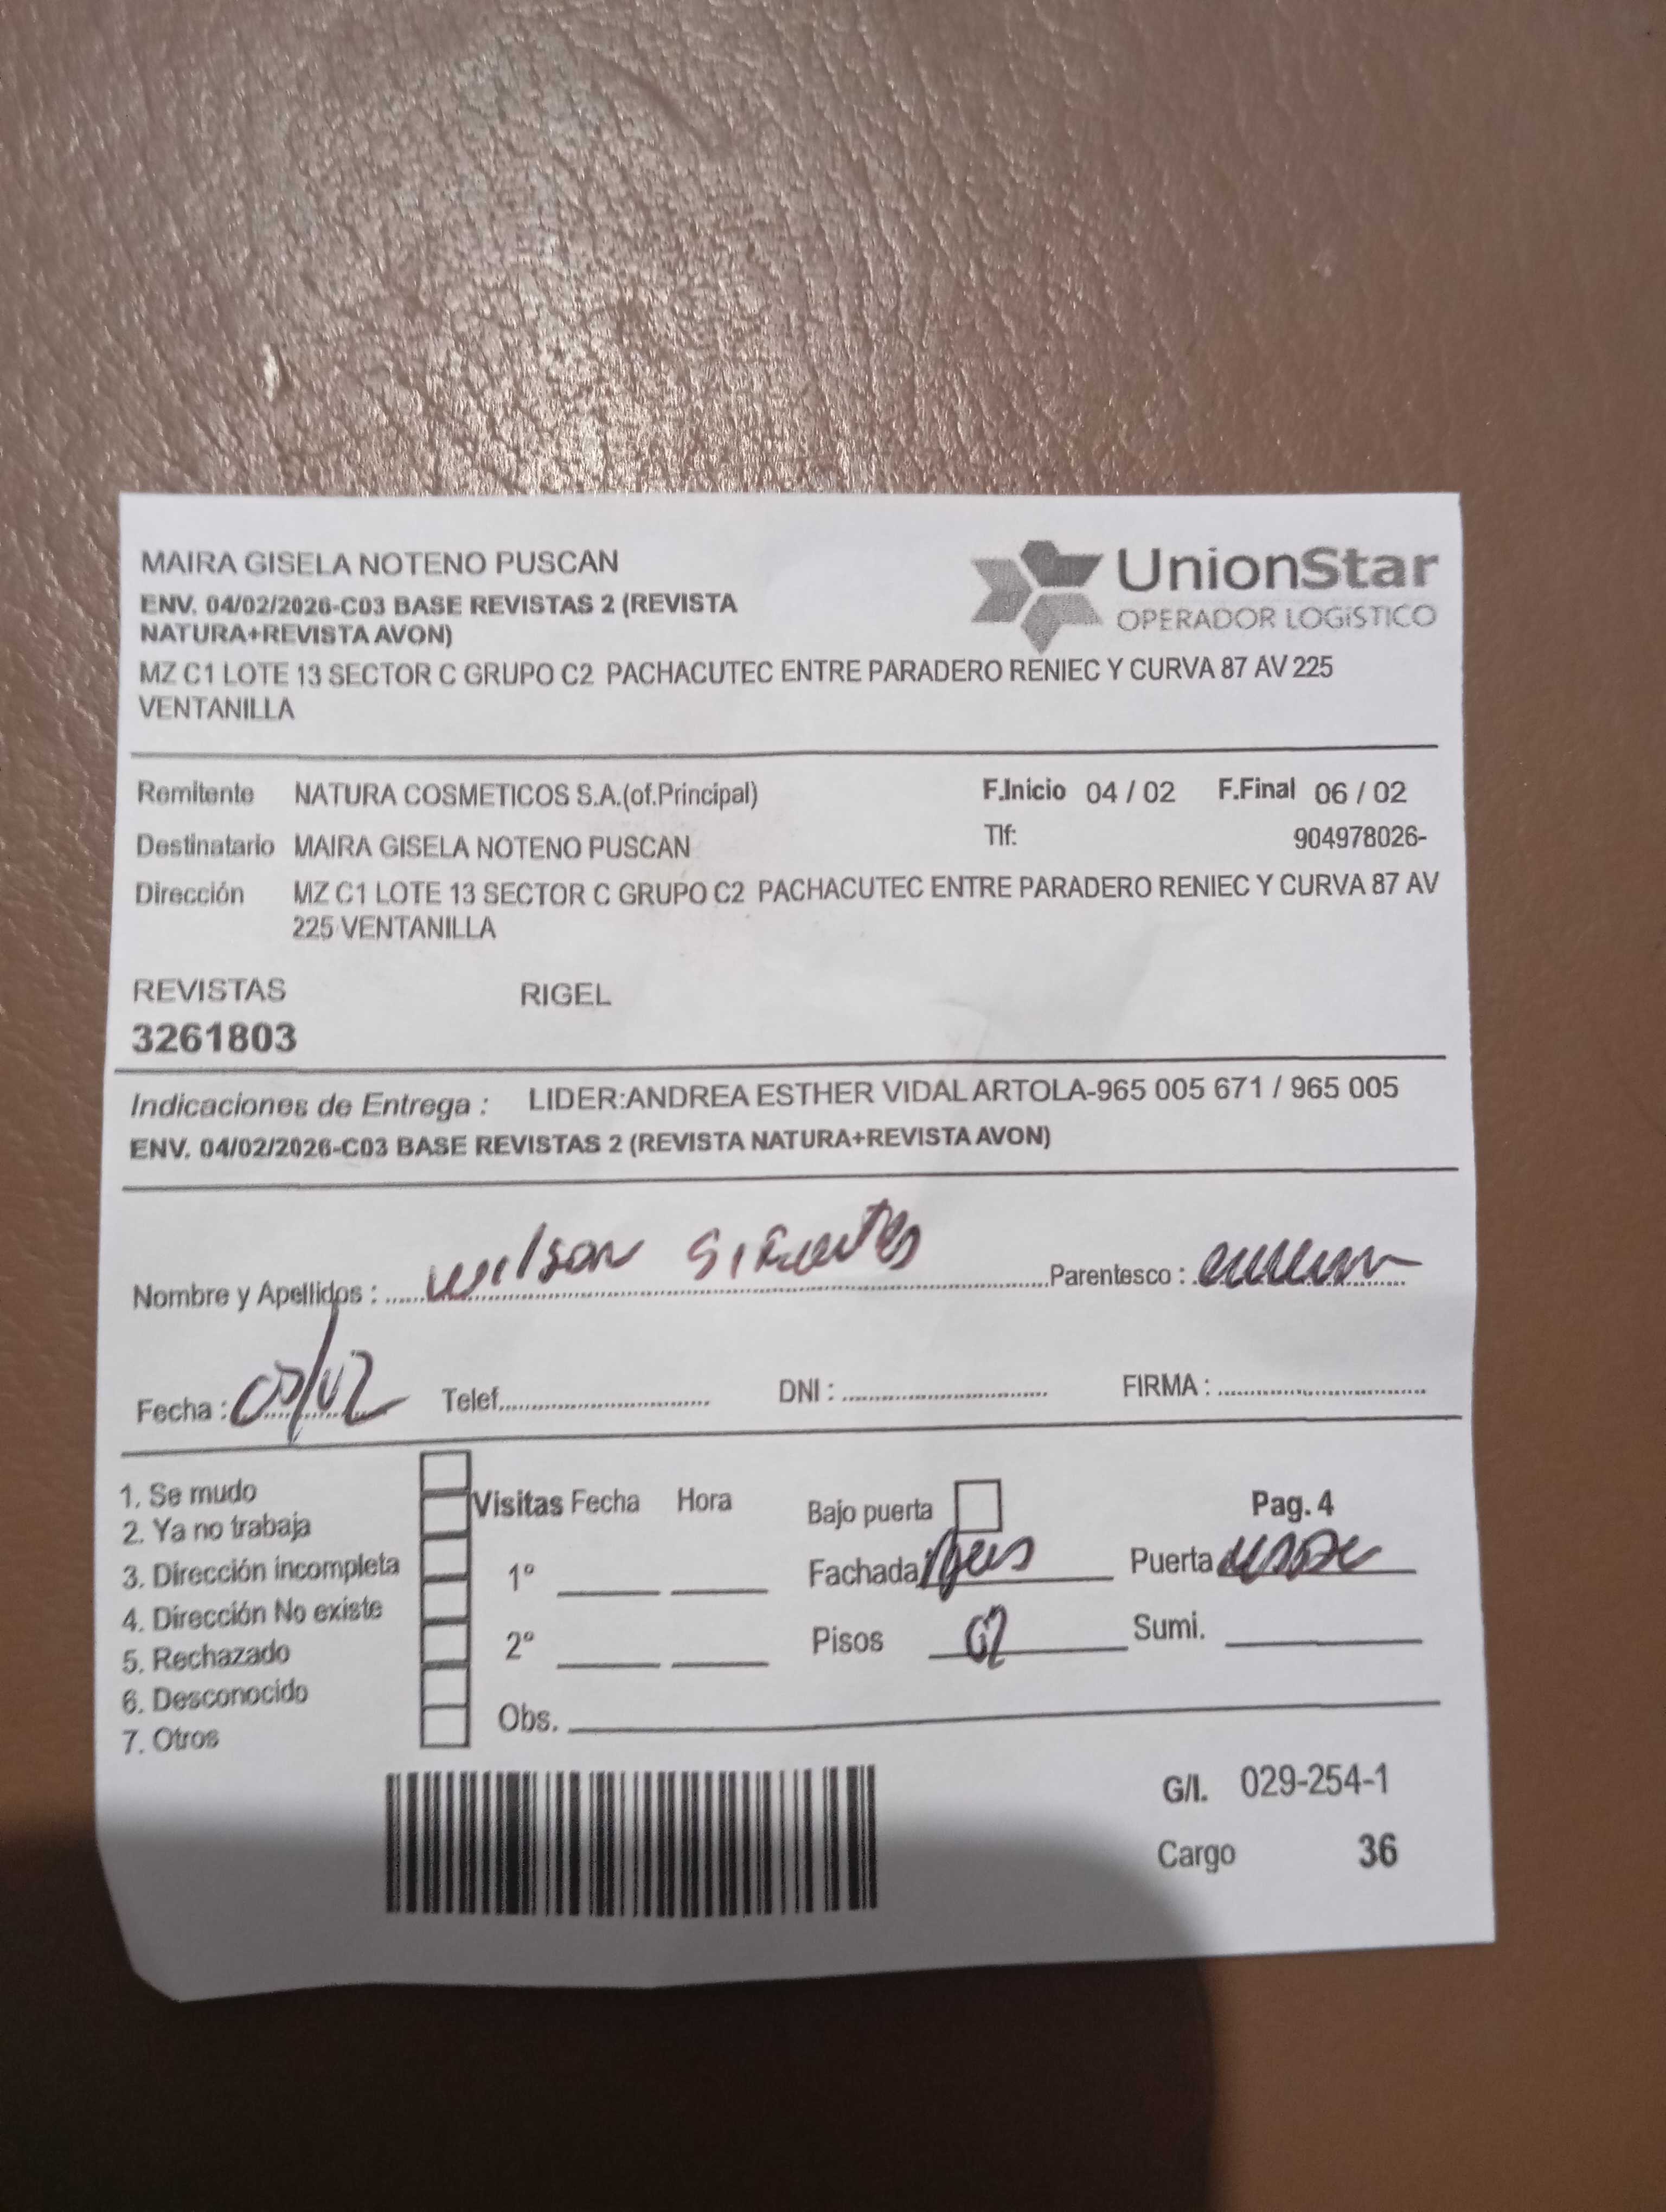 MAIRA GISELA NOTENO PUSCAN
UnionStar
OPERADOR LOGÍSTICO
ENV. 04/02/2026-C03 BASE REVISTAS 2 (REVISTA
NATURA+REVISTA AVON)
MZ C1 LOTE 13 SECTOR C GRUPO C2 PACHACUTEC ENTRE PARADERO RENIEC Y CURVA 87 AV 225
VENTANILLA
Remitente NATURA COSMETICOS S.A.(of.Principal) F.Inicio 04 / 02 F.Final 06 / 02
Destinatario MAIRA GISELA NOTENO PUSCAN Tlf: 904978026-
Dirección MZ C1 LOTE 13 SECTOR C GRUPO C2 PACHACUTEC ENTRE PARADERO RENIEC Y CURVA 87 AV
225 VENTANILLA
REVISTAS RIGEL
3261803
Indicaciones de Entrega : LIDER:ANDREA ESTHER VIDAL ARTOLA-965 005 671 / 965 005
ENV. 04/02/2026-C03 BASE REVISTAS 2 (REVISTA NATURA+REVISTA AVON)
Nombre y Apellidos : Wilson Parentesco :
Fecha : Telef. DNI : FIRMA :
1. Se mudo
2. Ya no trabaja
3. Dirección incompleta
4. Dirección No existe
5. Rechazado
6. Desconocido
7. Otros
Visitas Fecha Hora
1°
2°
Obs.
Bajo puerta Pag. 4
Fachada Puerta
Pisos 02 Sumi.
G/I. 029-254-1
Cargo 36